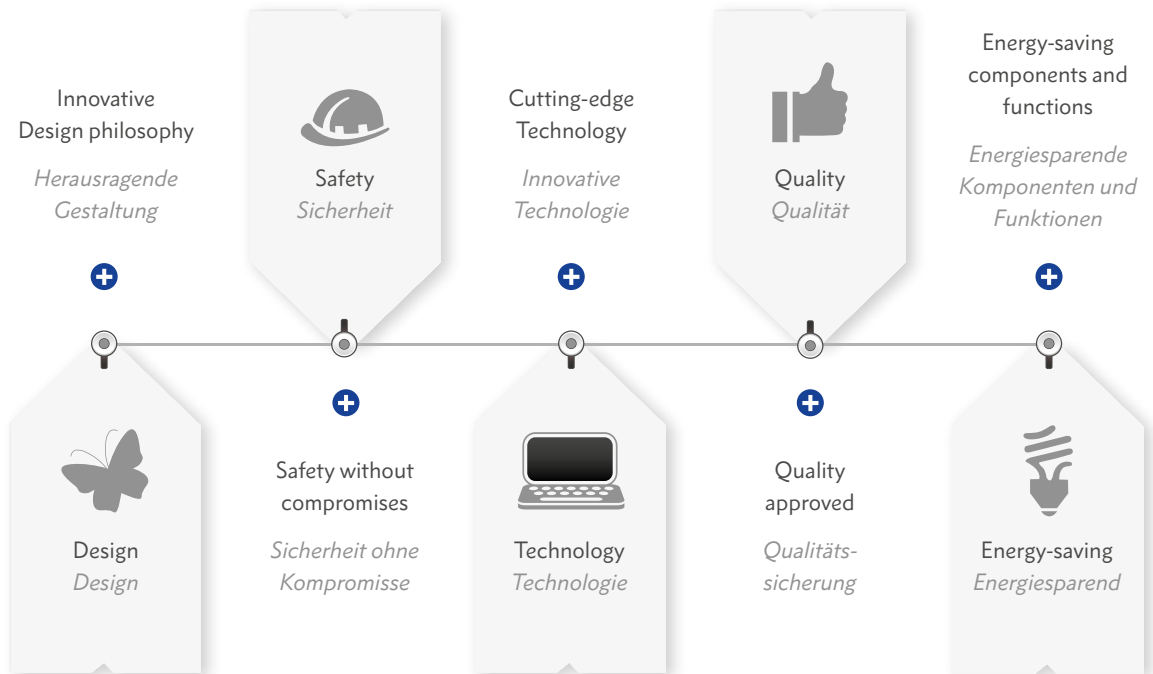 Innovative
Design philosophy
Herausragende
Gestaltung
Safety
Sicherheit
Cutting-edge
Technology
Innovative
Technologie
Quality
Qualität
Energy-saving
components and
functions
Energiesparende
Komponenten und
Funktionen
Design
Design
Safety without
compromises
Sicherheit ohne
Kompromisse
Technology
Technologie
Quality
approved
Qualitäts-
sicherung
Energy-saving
Energiesparend